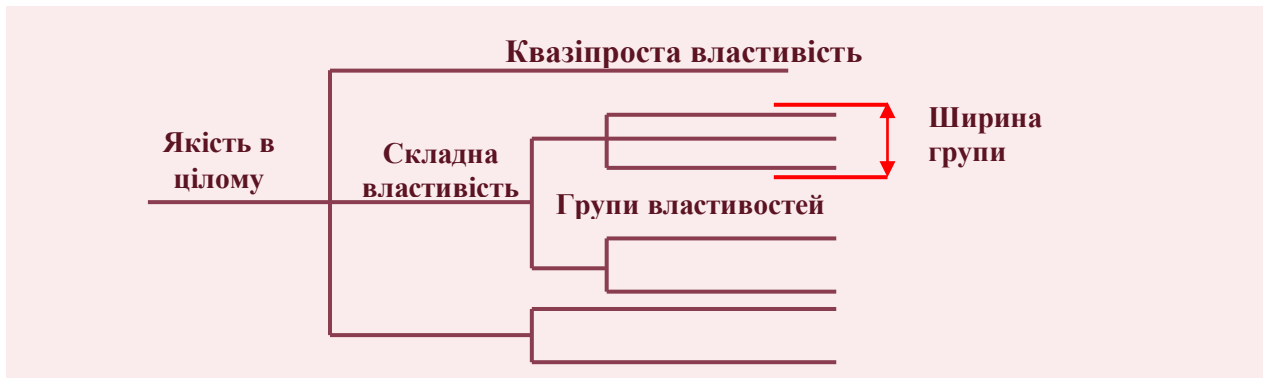 Квазіпроста властивість
Якість в
цілому
Складна
властивість
Групи властивостей
Ширина
групи